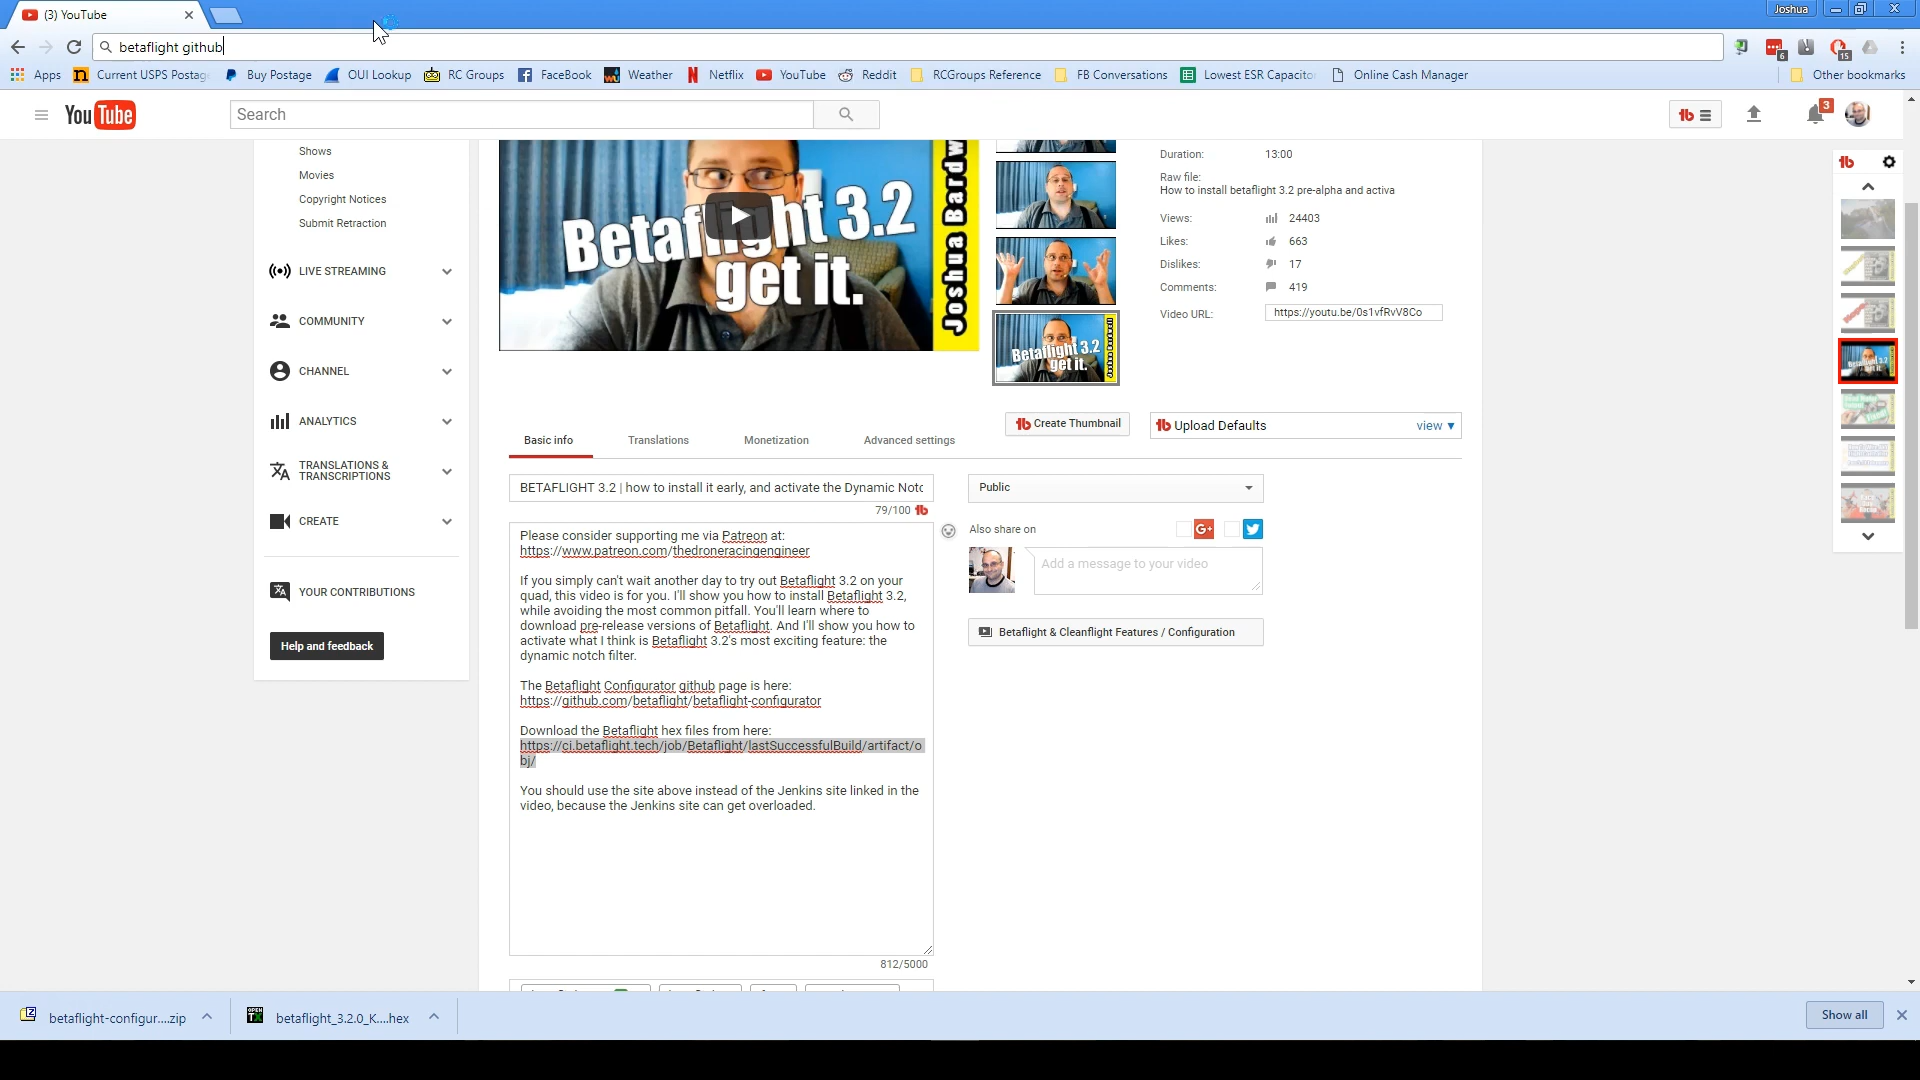 (3) YouTube
Joshua
betaflight github
6
15
Apps
Current USPS Postag
Buy Postage
OUI Lookup
RC Groups
FaceBook
Weather
Netflix
YouTube
Reddit
RCGroups Reference
FB Conversations
Lowest ESR Capacito
Online Cash Manager
Other bookmarks
YouTube
Search
3
Shows
Movies
Copyright Notices
Submit Retraction
LIVE STREAMING
COMMUNITY
CHANNEL
ANALYTICS
TRANSLATIONS &
TRANSCRIPTIONS
CREATE
YOUR CONTRIBUTIONS
Help and feedback
Betaflight 3.2
get it.
Joshua Bardw
Betaflight 3.2
get it.
Joshua Bardwell
Duration: 13:00
Raw file:
How to install betaflight 3.2 pre-alpha and activa
Views: 24403
Likes: 663
Dislikes: 17
Comments: 419
Video URL: https://youtu.be/0s1vfRvV8Co
Create Thumbnail
Upload Defaults
view ▼
Basic info
Translations
Monetization
Advanced settings
BETAFLIGHT 3.2 | how to install it early, and activate the Dynamic Notc
79/100
Please consider supporting me via Patreon at:
https://www.patreon.com/thedroneracingengineer
If you simply can't wait another day to try out Betaflight 3.2 on your
quad, this video is for you. I'll show you how to install Betaflight 3.2,
while avoiding the most common pitfall. You'll learn where to
download pre-release versions of Betaflight. And I'll show you how to
activate what I think is Betaflight 3.2's most exciting feature: the
dynamic notch filter.
The Betaflight Configurator github page is here:
https://github.com/betaflight/betaflight-configurator
Download the Betaflight hex files from here:
https://ci.betaflight.tech/job/Betaflight/lastSuccessfulBuild/artifact/o
bj/
You should use the site above instead of the Jenkins site linked in the
video, because the Jenkins site can get overloaded.
812/5000
Public
Also share on
G+
Add a message to your video
Betaflight & Cleanflight Features / Configuration
betaflight-configur....zip
OPEN
TX
betaflight_3.2.0_K....hex
Show all